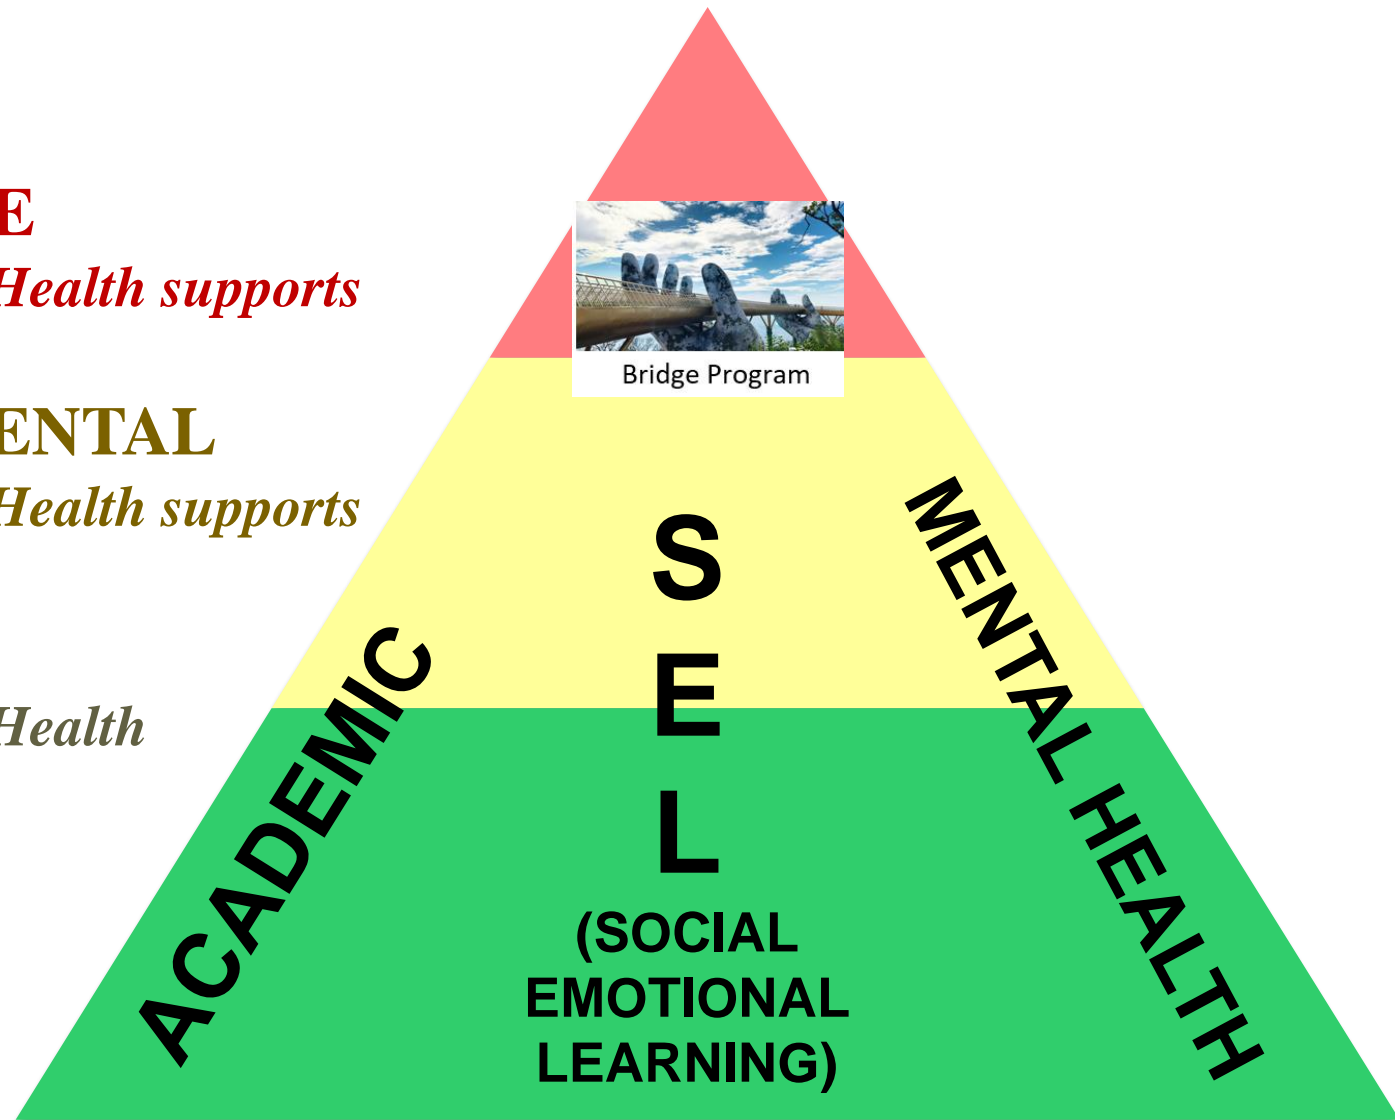 E
Health supports
Bridge Program
ENTAL
Health supports
Health
ACADEMIC
S
E
L
(SOCIAL
EMOTIONAL
LEARNING)
MENTAL HEALTH